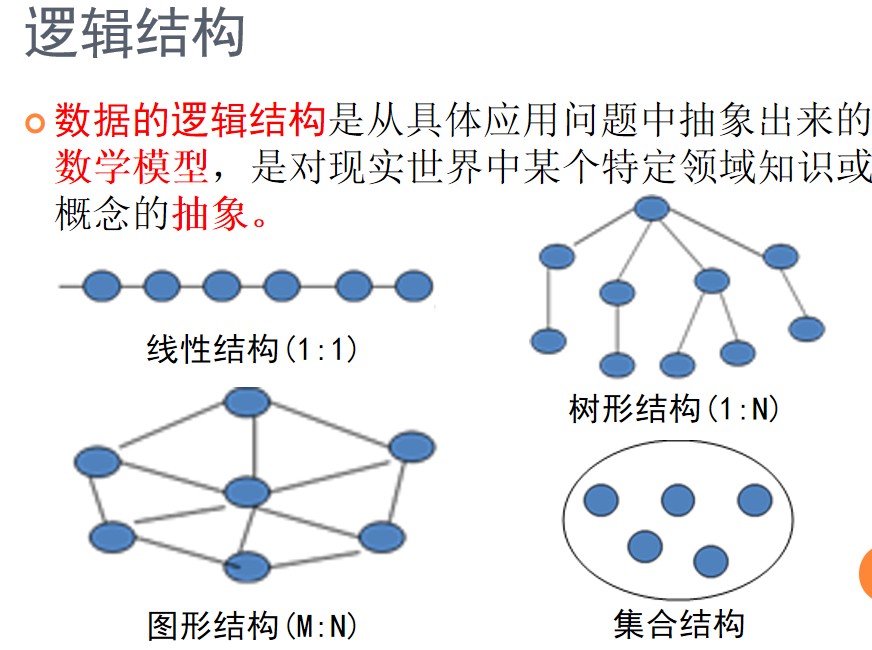 逻辑结构
数据的逻辑结构是从具体应用问题中抽象出来的
数学模型，是对现实世界中某个特定领域知识或
概念的抽象。
线性结构(1:1)
树形结构(1:N)
图形结构(M:N)
集合结构